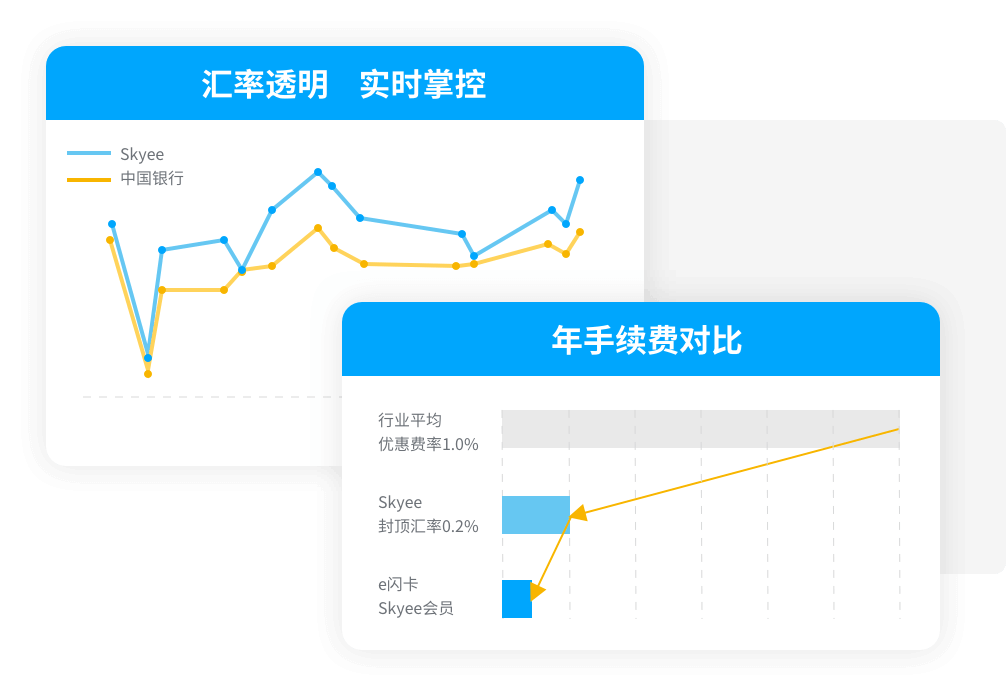 汇率透明　实时掌控
Skyee
中国银行
年手续费对比
行业平均
优惠费率1.0%
Skyee
封顶汇率0.2%
e闪卡
Skyee会员